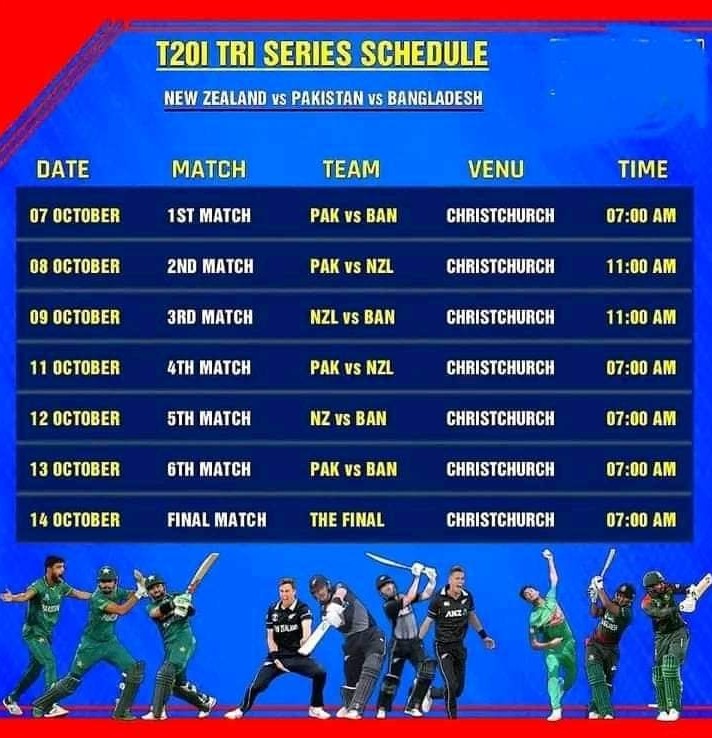 T20I TRI SERIES SCHEDULE
NEW ZEALAND vs PAKISTAN vs BANGLADESH
DATE MATCH TEAM VENU TIME
07 OCTOBER 1ST MATCH PAK vs BAN CHRISTCHURCH 07:00 AM
08 OCTOBER 2ND MATCH PAK vs NZL CHRISTCHURCH 11:00 AM
09 OCTOBER 3RD MATCH NZL vs BAN CHRISTCHURCH 11:00 AM
11 OCTOBER 4TH MATCH PAK vs NZL CHRISTCHURCH 07:00 AM
12 OCTOBER 5TH MATCH NZ vs BAN CHRISTCHURCH 07:00 AM
13 OCTOBER 6TH MATCH PAK vs BAN CHRISTCHURCH 07:00 AM
14 OCTOBER FINAL MATCH THE FINAL CHRISTCHURCH 07:00 AM
ANZ